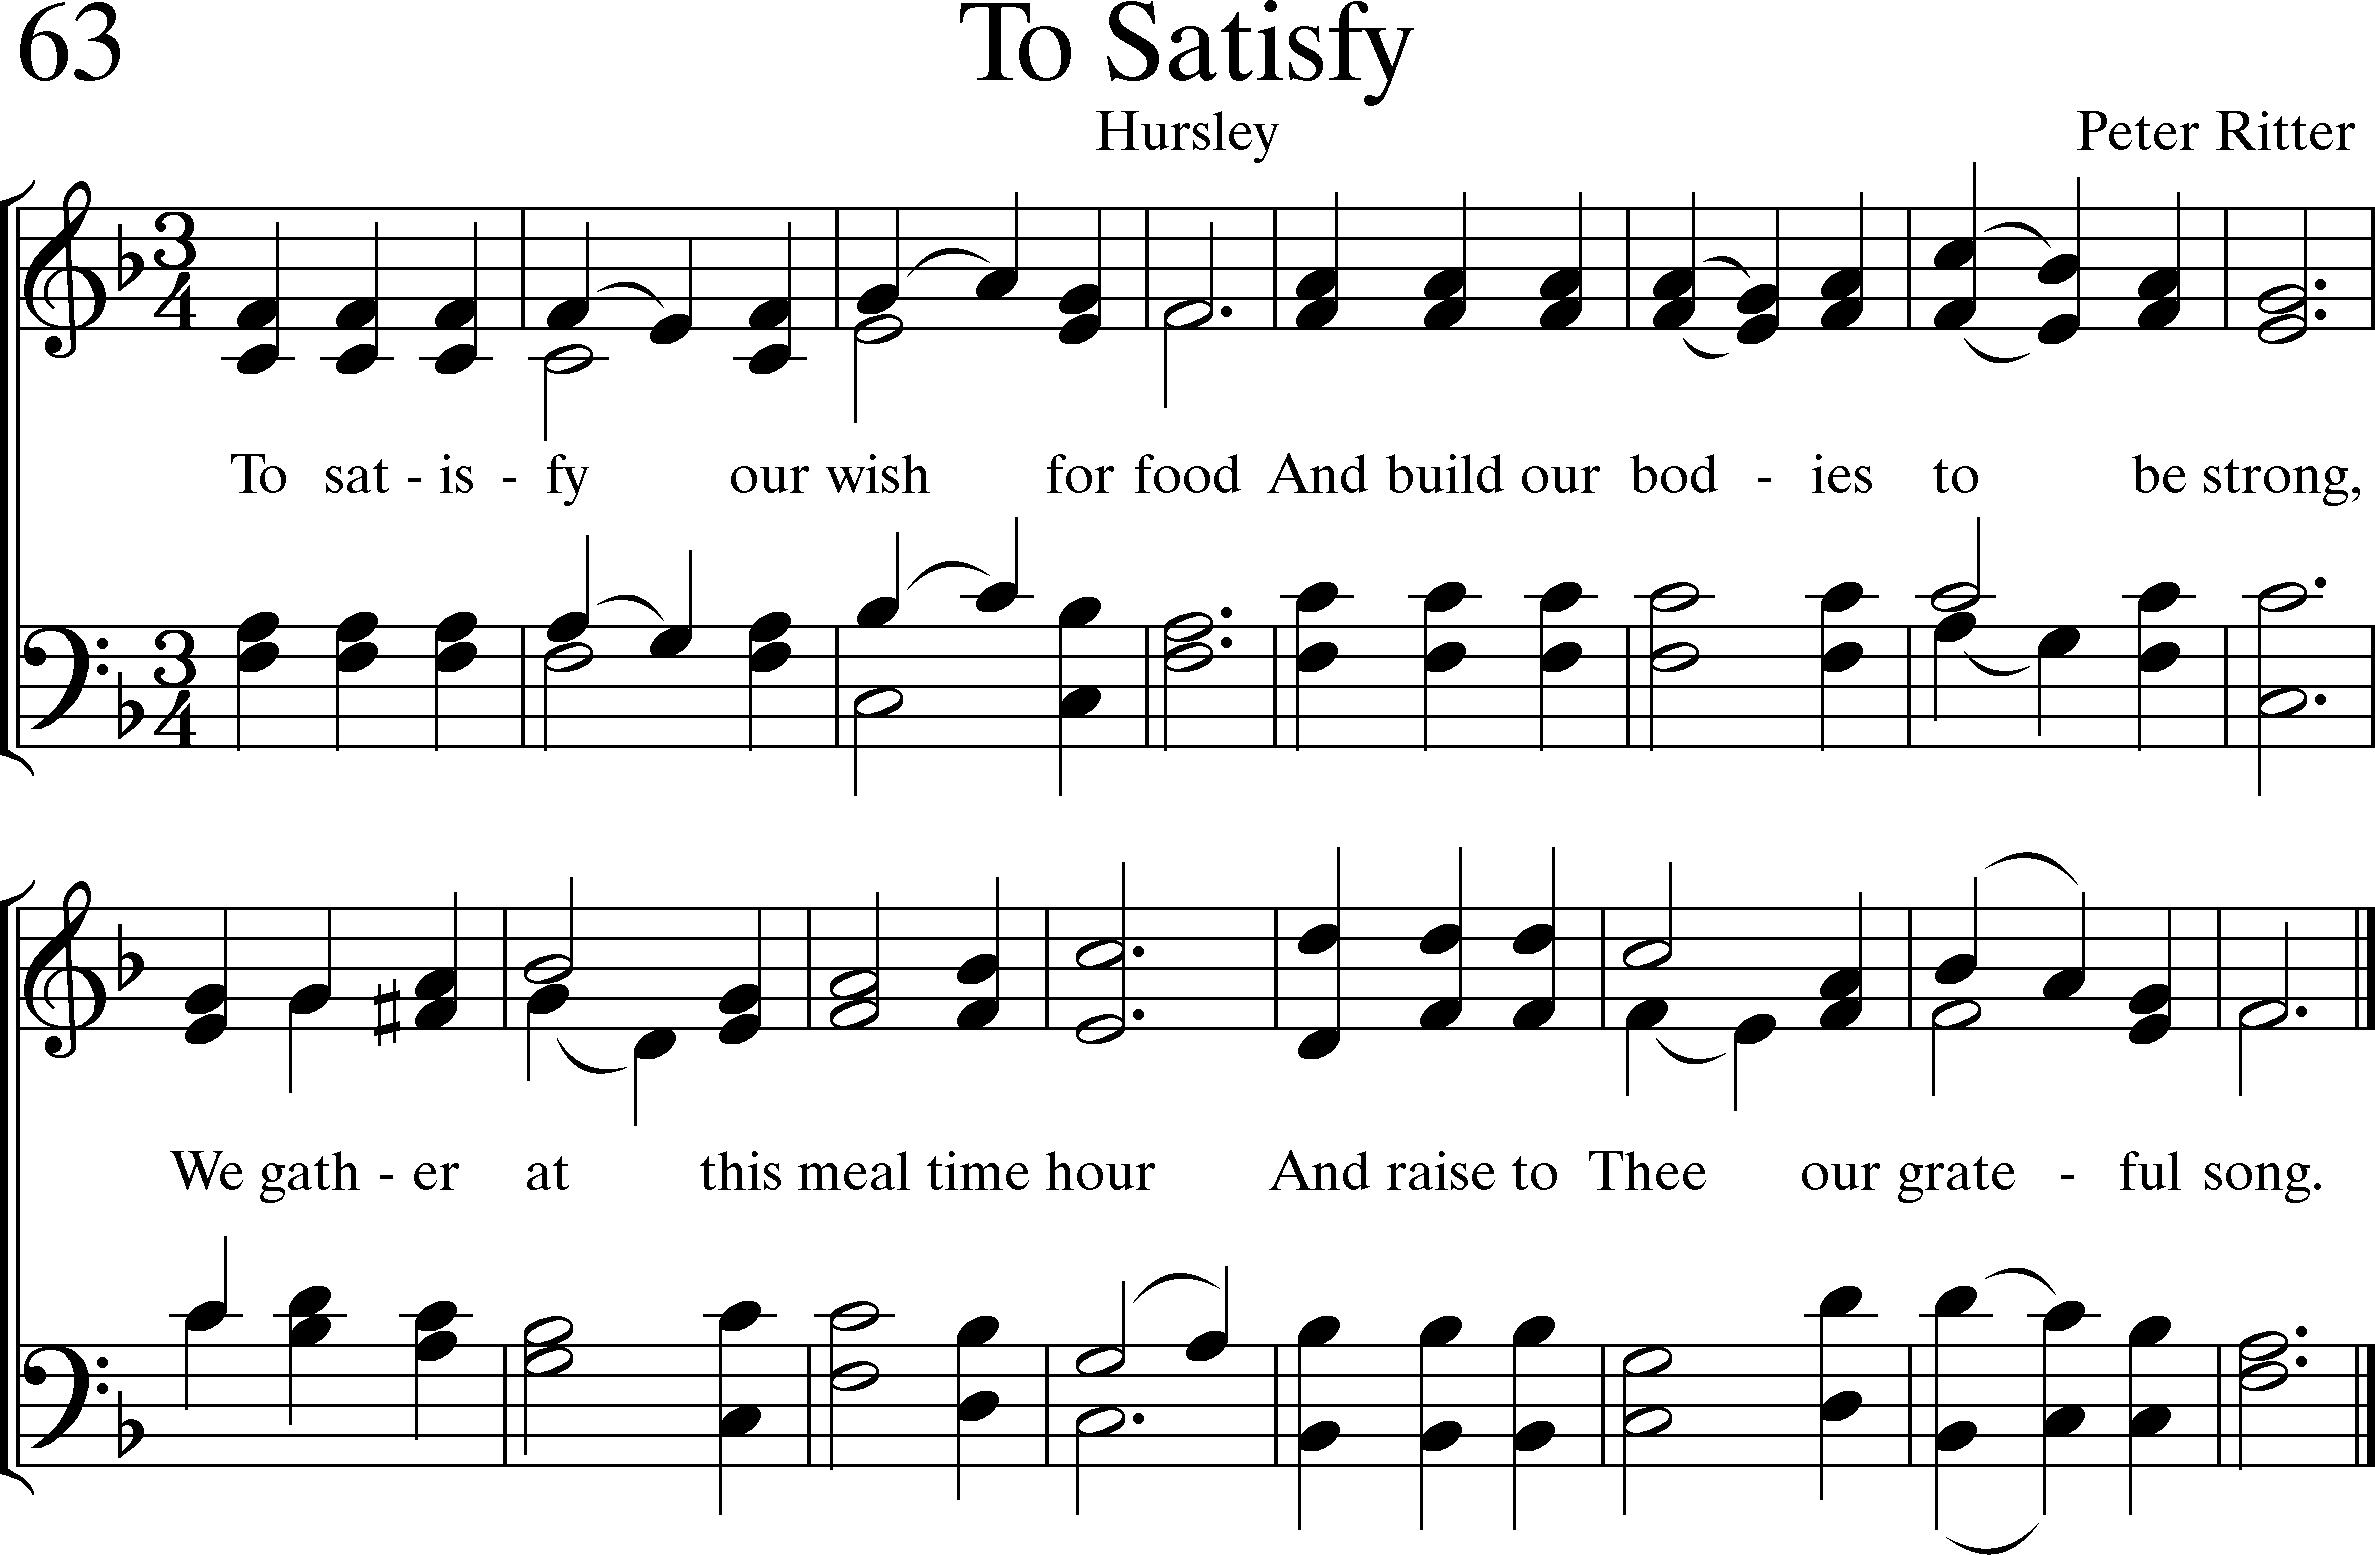 63
To Satisfy
Hursley
Peter Ritter
3
4
To sat - is - fy our wish for food And build our bod - ies to be strong,
3
4
We gath - er at this meal time hour And raise to Thee our grate - ful song.